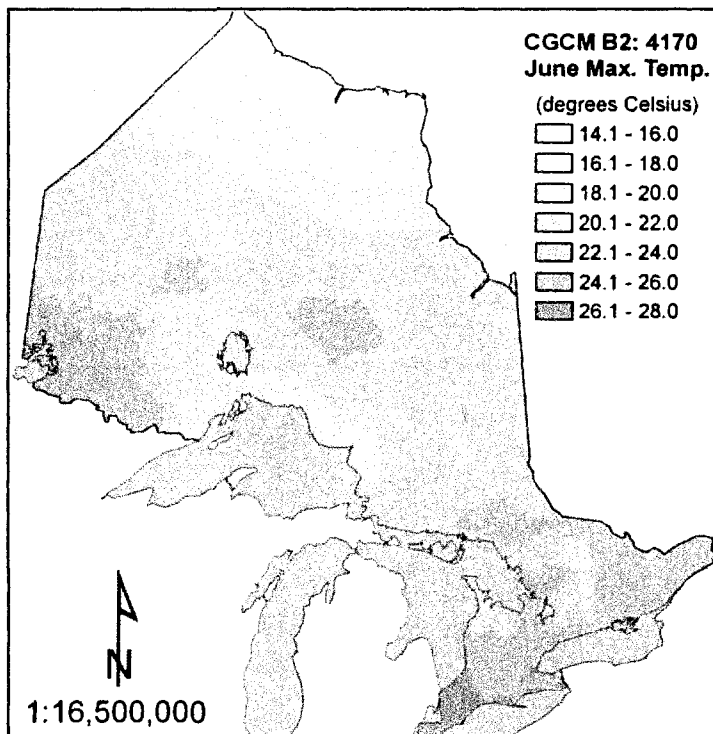 CGCM B2: 4170
June Max. Temp.
(degrees Celsius)
14.1 - 16.0
16.1 - 18.0
18.1 - 20.0
20.1 - 22.0
22.1 - 24.0
24.1 - 26.0
26.1 - 28.0
N
1:16,500,000